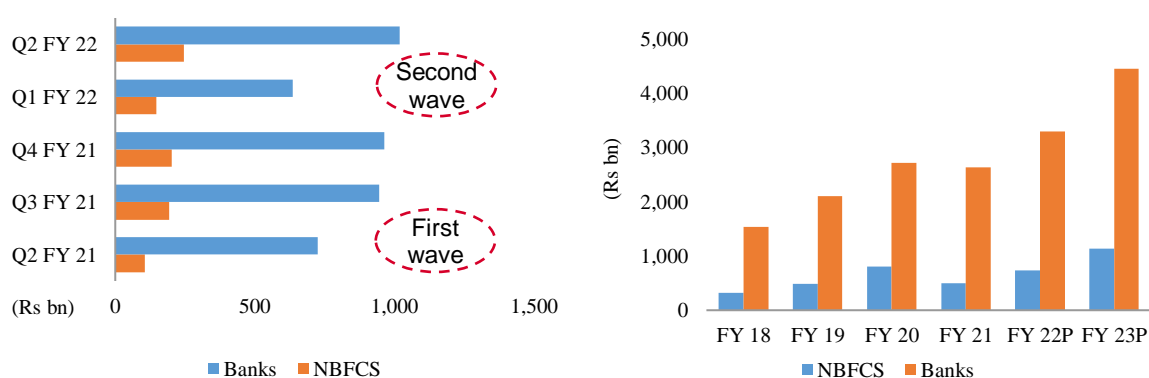 Q2 FY 22
Q1 FY 22
Q4 FY 21
Q3 FY 21
Q2 FY 21
Second
wave
First
wave
(Rs bn)
0
500
1,000
1,500
Banks
NBFCS
(Rs bn)
5,000
4,000
3,000
2,000
1,000
0
FY 18
FY 19
FY 20
FY 21
FY 22P
FY 23P
NBFCS
Banks